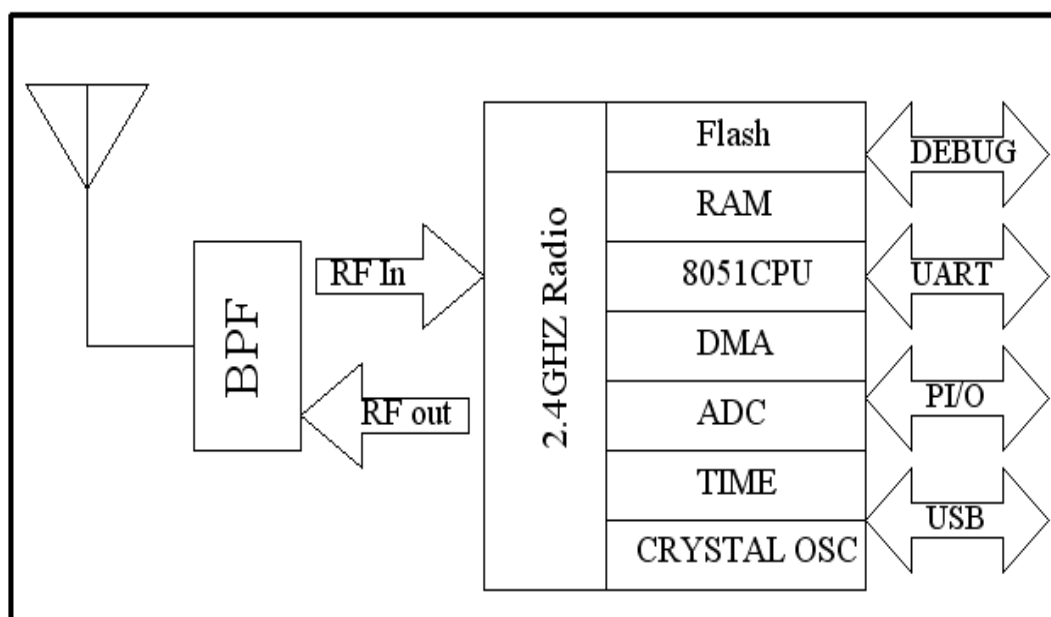 BPF
RF In
RF out
2.4GHZ Radio
Flash
RAM
8051CPU
DMA
ADC
TIME
CRYSTAL OSC
DEBUG
UART
PI/O
USB